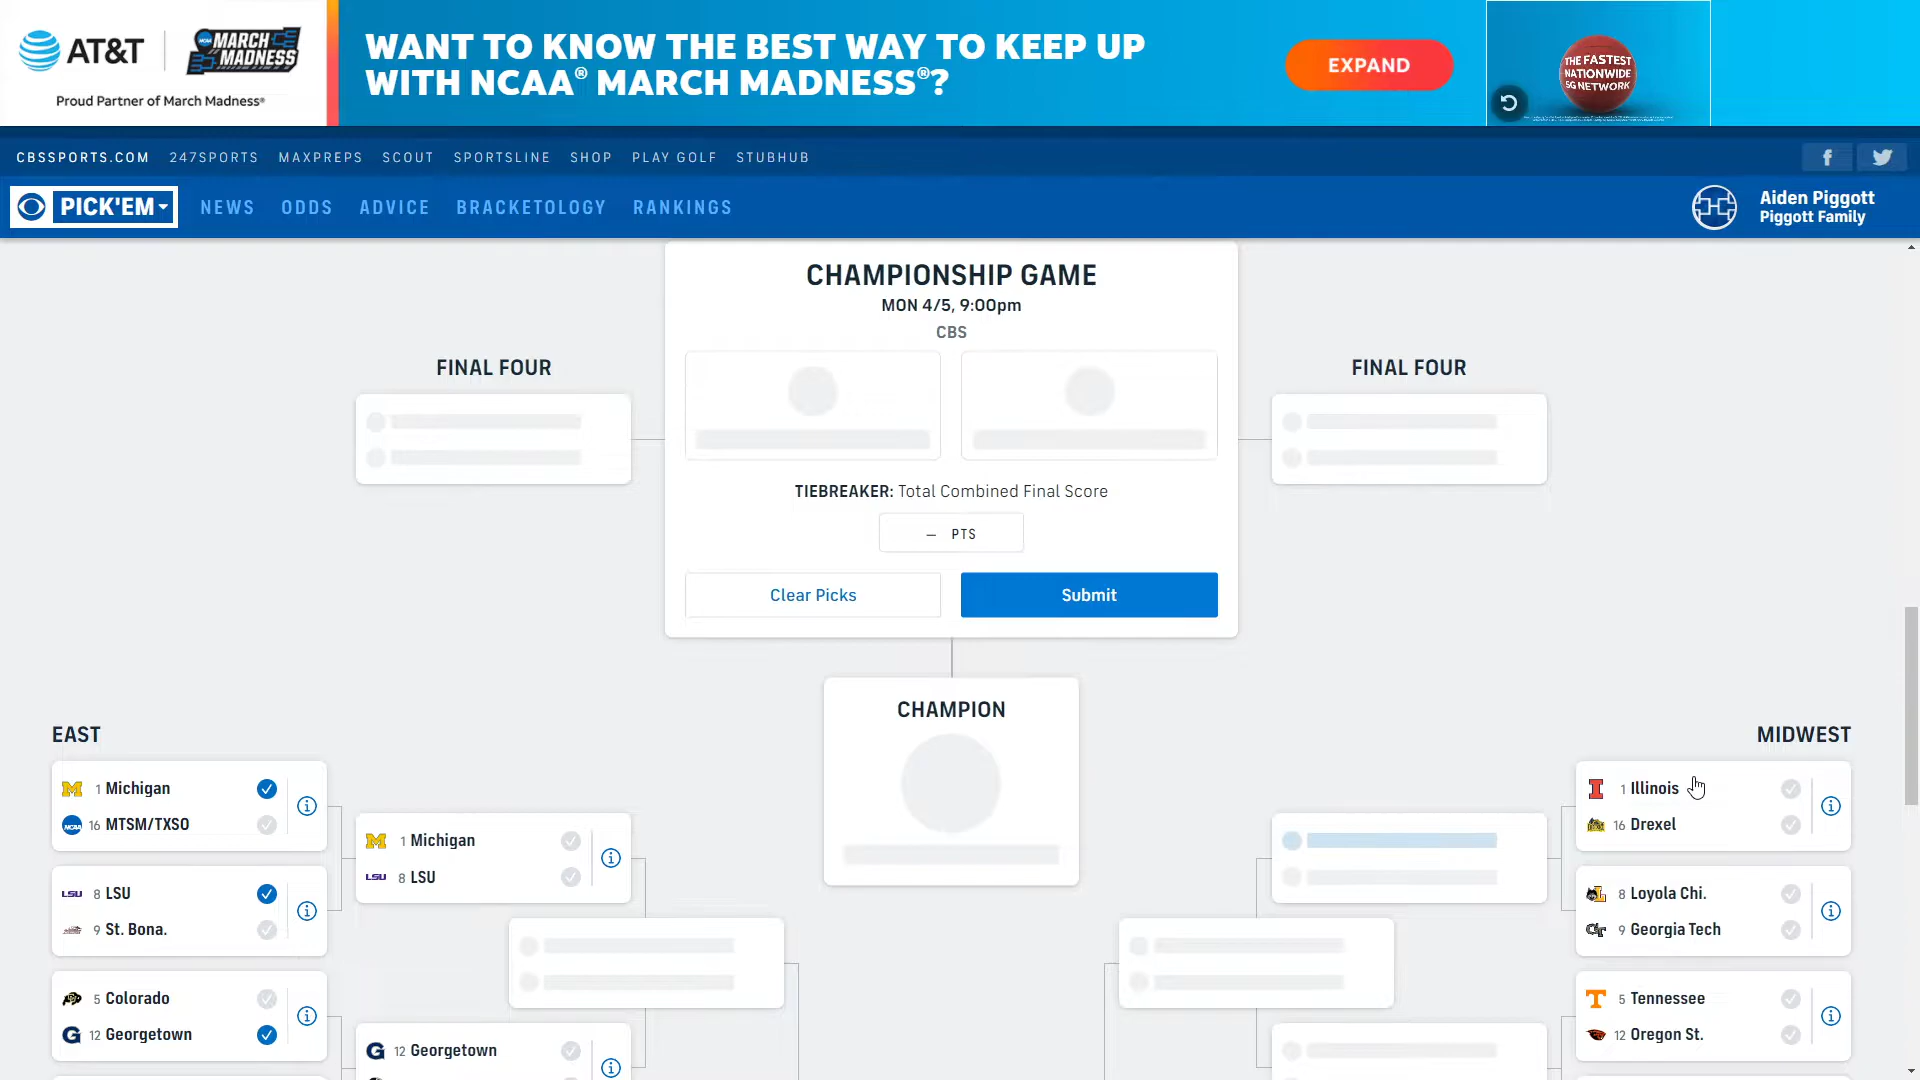 AT&T
NCAA MARCH MADNESS
Proud Partner of March Madness®
WANT TO KNOW THE BEST WAY TO KEEP UP
WITH NCAA® MARCH MADNESS®?
EXPAND
THE FASTEST
NATIONWIDE
5G NETWORK
CBSSPORTS.COM 247SPORTS MAXPREPS SCOUT SPORTSLINE SHOP PLAY GOLF STUBHUB
PICK'EM NEWS ODDS ADVICE BRACKETOLOGY RANKINGS
Aiden Piggott
Piggott Family
CHAMPIONSHIP GAME
MON 4/5, 9:00pm
CBS
FINAL FOUR
FINAL FOUR
TIEBREAKER: Total Combined Final Score
– PTS
Clear Picks
Submit
CHAMPION
EAST
1 Michigan
16 MTSM/TXSO
LSU 8 LSU
9 St. Bona.
5 Colorado
12 Georgetown
1 Michigan
LSU 8 LSU
12 Georgetown
MIDWEST
1 Illinois
16 Drexel
8 Loyola Chi.
9 Georgia Tech
5 Tennessee
12 Oregon St.